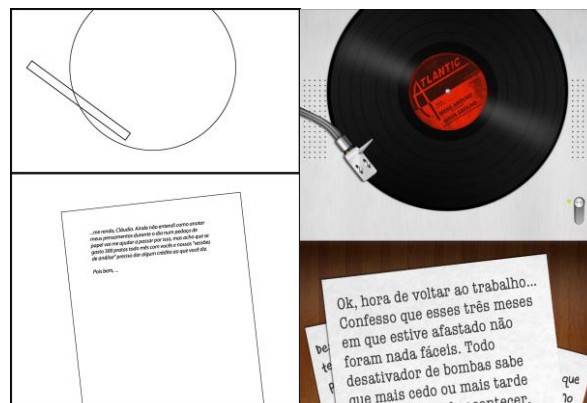 ATLANTIC
MESS AROUND
...me rendo, Cláudio. Ainda não entendi como anotar
meus pensamentos durante o dia num pedaço de
papel vai me ajudar a passar por isso, mas acho que se
gasto 300 pratas todo mês com você e nossas "sessões
de análise" preciso dar algum crédito ao que você diz.
Pois bem, ...
Ok, hora de voltar ao trabalho...
Confesso que esses três meses
em que estive afastado não
foram nada fáceis. Todo
desativador de bombas sabe
que mais cedo ou mais tarde
acontecer,
que